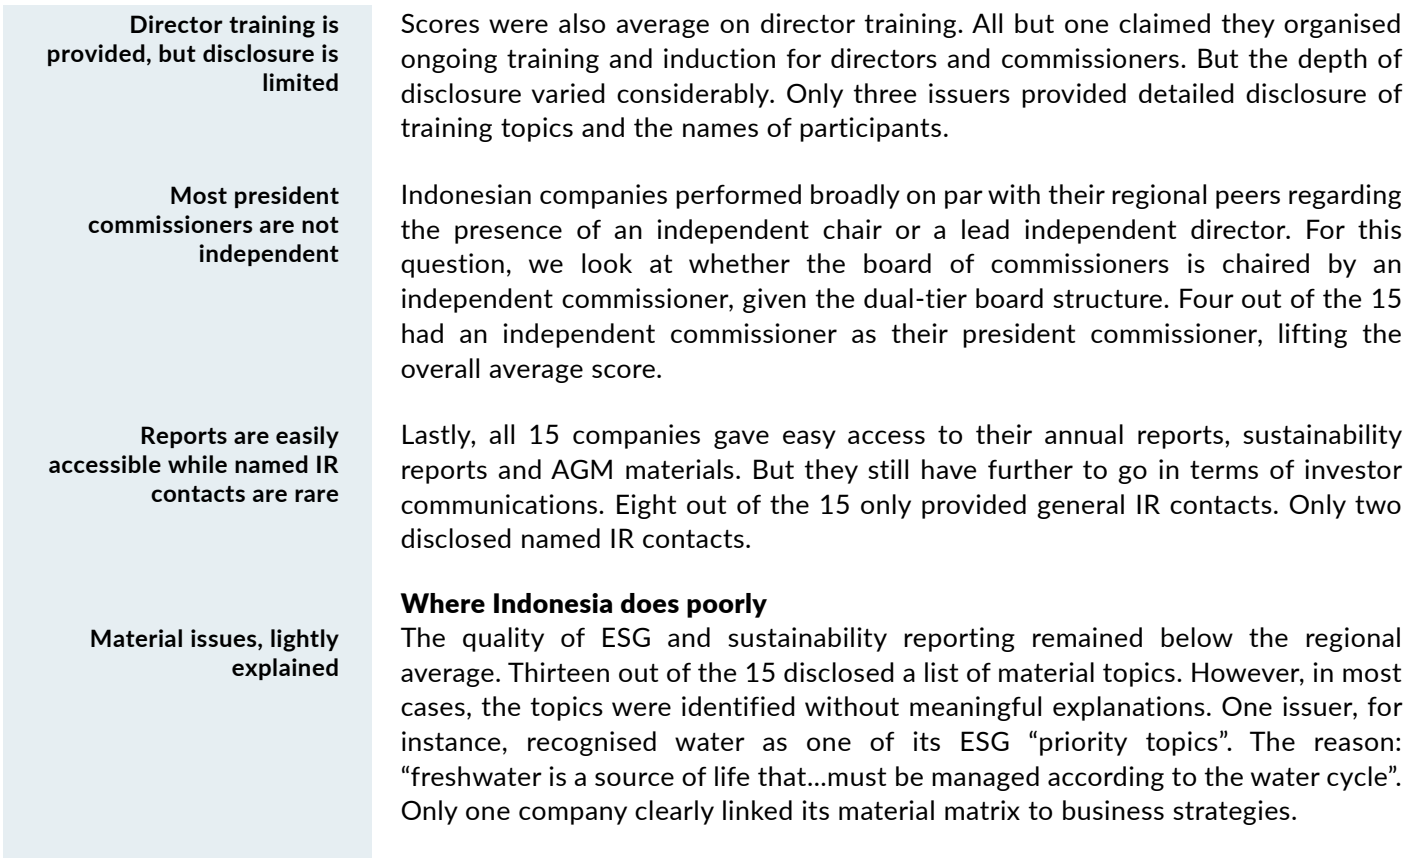 Director training is
provided, but disclosure is
limited
Scores were also average on director training. All but one claimed they organised
ongoing training and induction for directors and commissioners. But the depth of
disclosure varied considerably. Only three issuers provided detailed disclosure of
training topics and the names of participants.
Most president
commissioners are not
independent
Indonesian companies performed broadly on par with their regional peers regarding
the presence of an independent chair or a lead independent director. For this
question, we look at whether the board of commissioners is chaired by an
independent commissioner, given the dual-tier board structure. Four out of the 15
had an independent commissioner as their president commissioner, lifting the
overall average score.
Reports are easily
accessible while named IR
contacts are rare
Lastly, all 15 companies gave easy access to their annual reports, sustainability
reports and AGM materials. But they still have further to go in terms of investor
communications. Eight out of the 15 only provided general IR contacts. Only two
disclosed named IR contacts.
Where Indonesia does poorly
Material issues, lightly
explained
The quality of ESG and sustainability reporting remained below the regional
average. Thirteen out of the 15 disclosed a list of material topics. However, in most
cases, the topics were identified without meaningful explanations. One issuer, for
instance, recognised water as one of its ESG “priority topics”. The reason:
“freshwater is a source of life that...must be managed according to the water cycle”.
Only one company clearly linked its material matrix to business strategies.